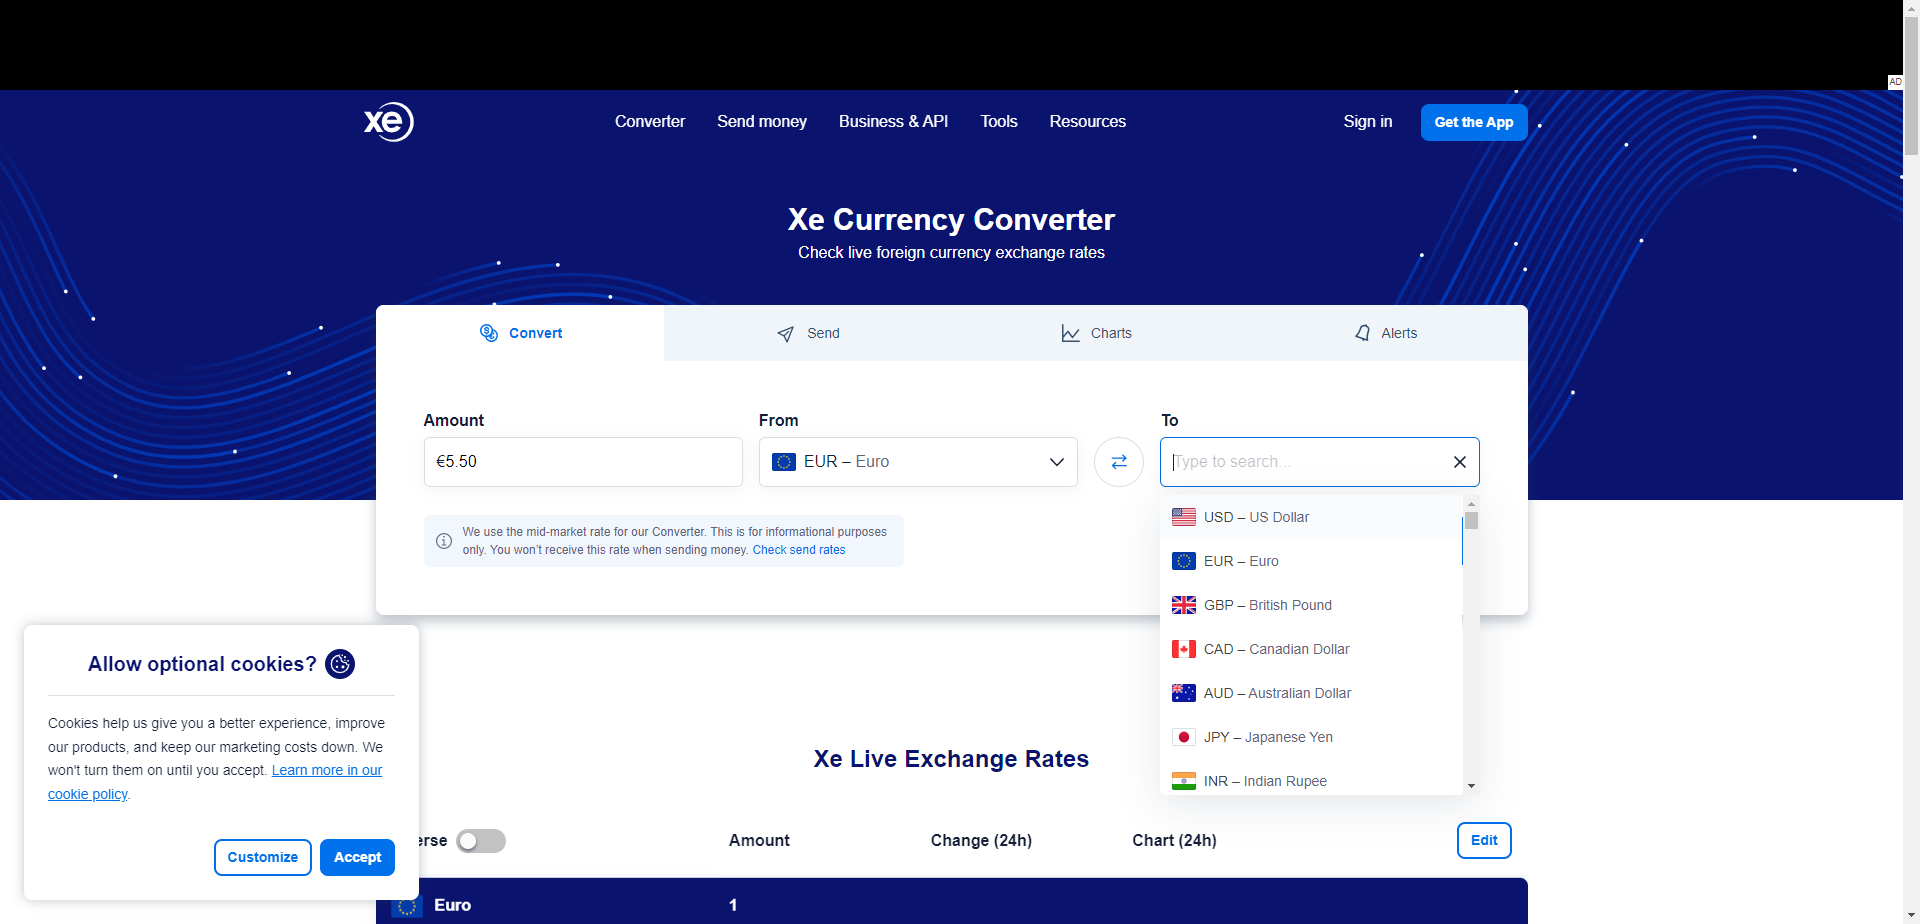 AD
xe
Converter
Send money
Business & API
Tools
Resources
Sign in
Get the App
Xe Currency Converter
Check live foreign currency exchange rates
Convert
Send
Charts
Alerts
Amount
From
To
€5.50
EUR – Euro
Type to search...
We use the mid-market rate for our Converter. This is for informational purposes
only. You won't receive this rate when sending money. Check send rates
USD – US Dollar
EUR – Euro
GBP – British Pound
CAD – Canadian Dollar
AUD – Australian Dollar
JPY – Japanese Yen
INR – Indian Rupee
Allow optional cookies?
Cookies help us give you a better experience, improve
our products, and keep our marketing costs down. We
won't turn them on until you accept. Learn more in our
cookie policy.
Customize
Accept
Xe Live Exchange Rates
erse
Amount
Change (24h)
Chart (24h)
Edit
Euro
1